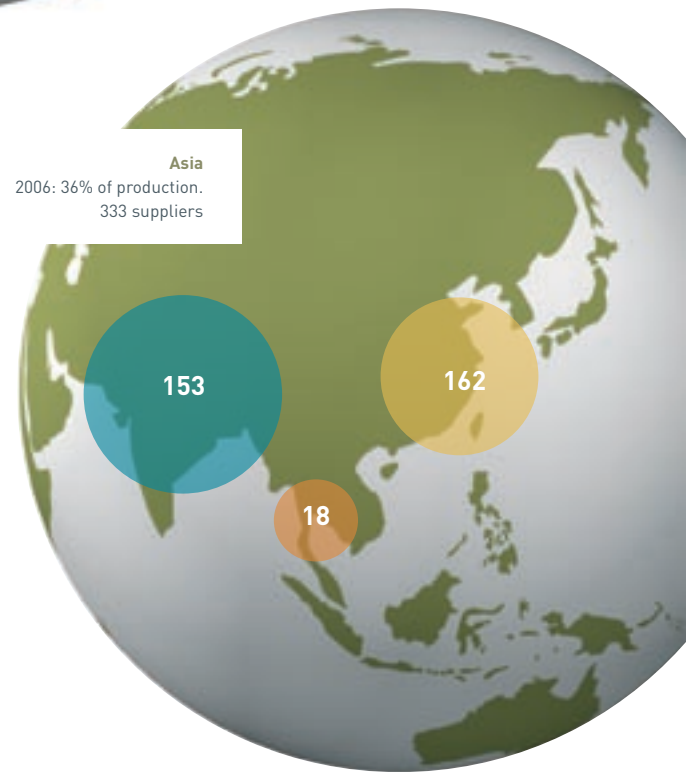 Asia
2006: 36% of production.
333 suppliers
153
162
18